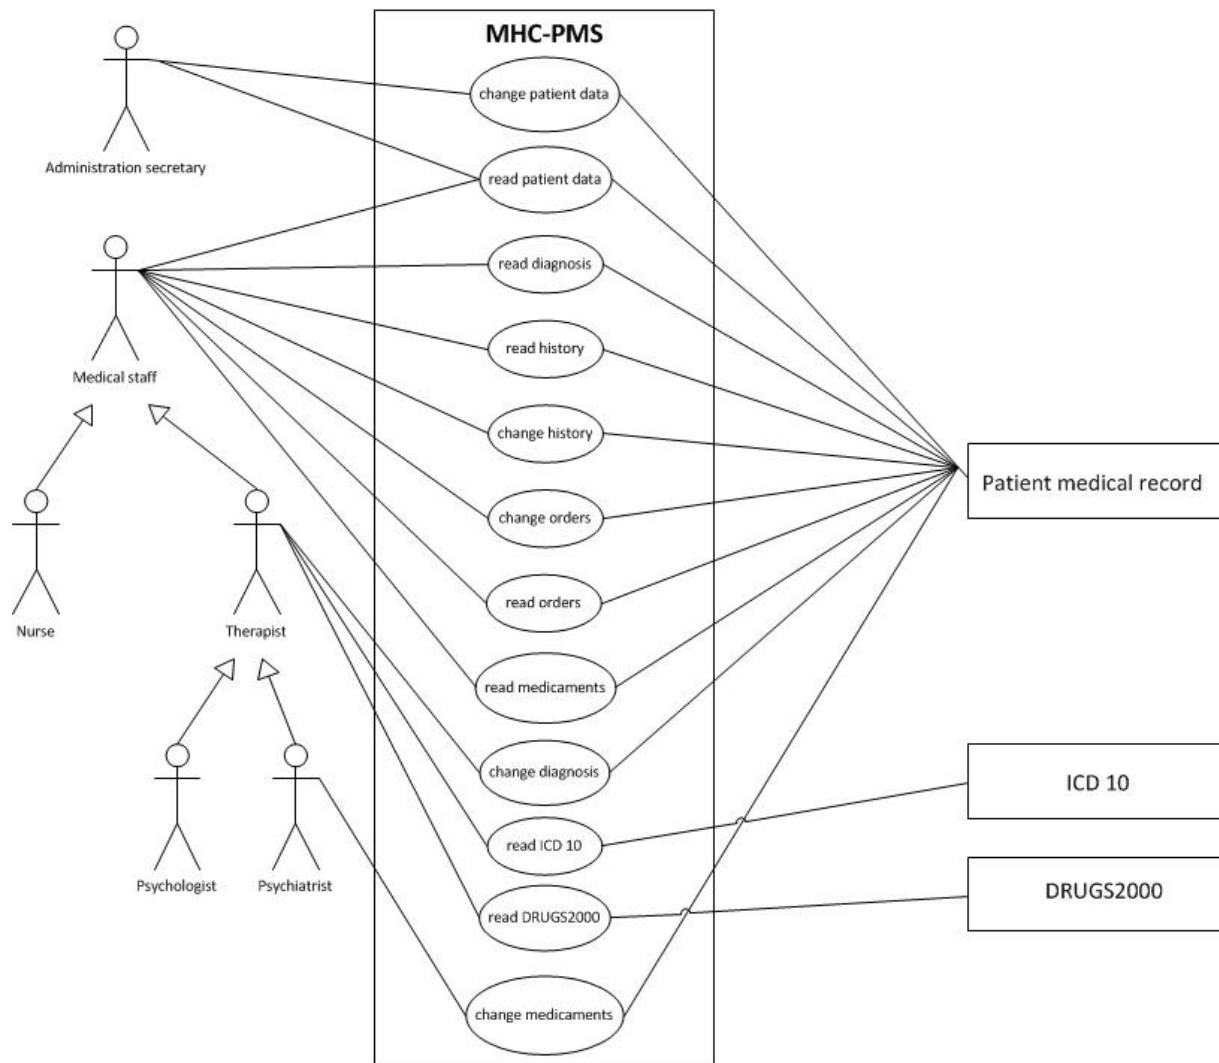 MHC-PMS
change patient data
Administration secretary
read patient data
read diagnosis
read history
Medical staff
change history
Patient medical record
change orders
read orders
Nurse
Therapist
read medicaments
change diagnosis
ICD 10
read ICD 10
Psychologist
Psychiatrist
DRUGS2000
read DRUGS2000
change medicaments